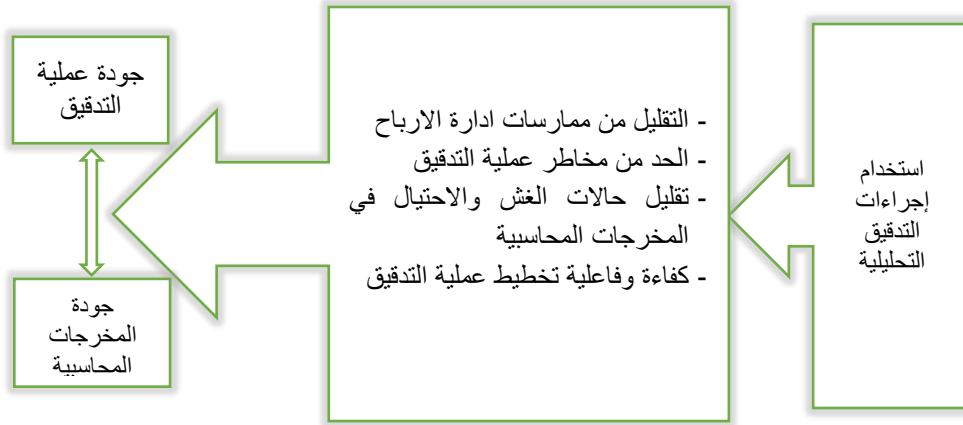 استخدام
إجراءات
التدقيق
التحليلية
- التقليل من ممارسات ادارة الارباح
- الحد من مخاطر عملية التدقيق
- تقليل حالات الغش والاحتيال في
المخرجات المحاسبية
- كفاءة وفاعلية تخطيط عملية التدقيق
جودة عملية
التدقيق
جودة
المخرجات
المحاسبية